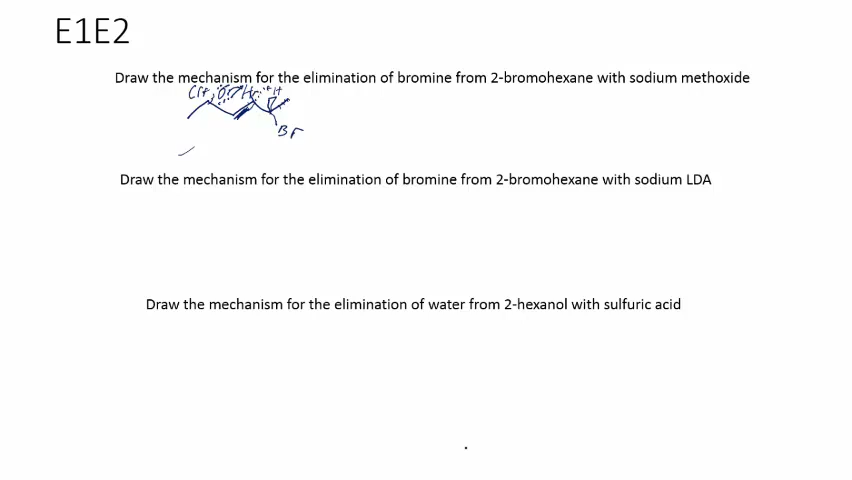 E1E2
Draw the mechanism for the elimination of bromine from 2-bromohexane with sodium methoxide
Br
Draw the mechanism for the elimination of bromine from 2-bromohexane with sodium LDA
Draw the mechanism for the elimination of water from 2-hexanol with sulfuric acid